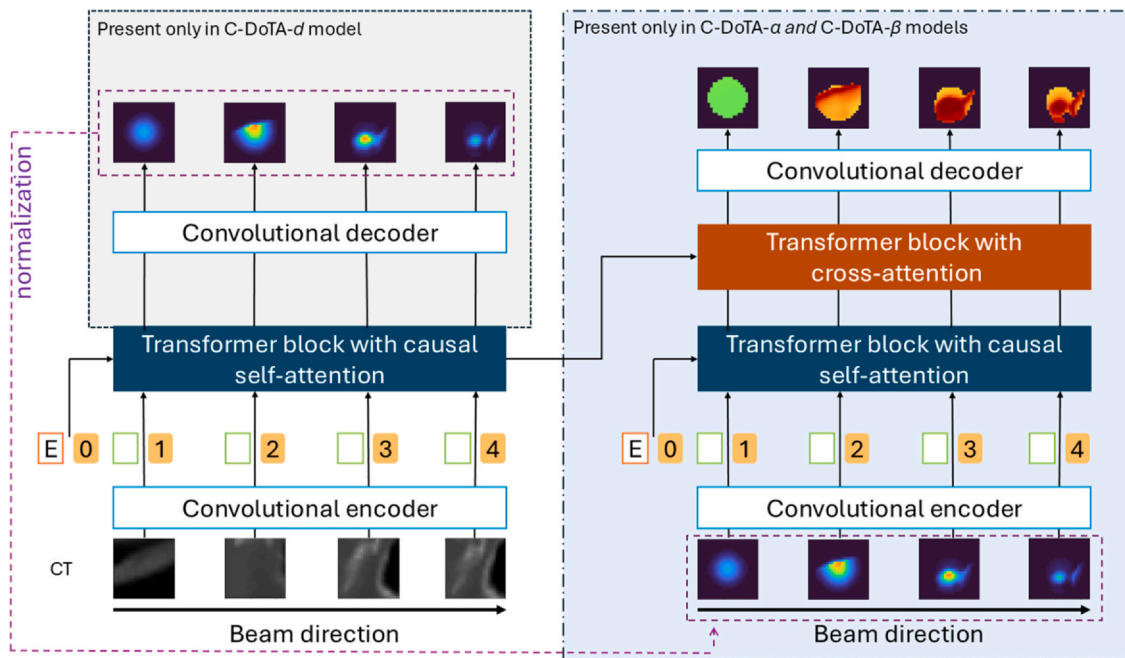 Present only in C-DoTA-d model
normalization
Convolutional decoder
Transformer block with causal
self-attention
E 0 1 2 3 4
Convolutional encoder
CT
Beam direction
Present only in C-DoTA-α and C-DoTA-β models
Convolutional decoder
Transformer block with
cross-attention
Transformer block with causal
self-attention
E 0 1 2 3 4
Convolutional encoder
Beam direction